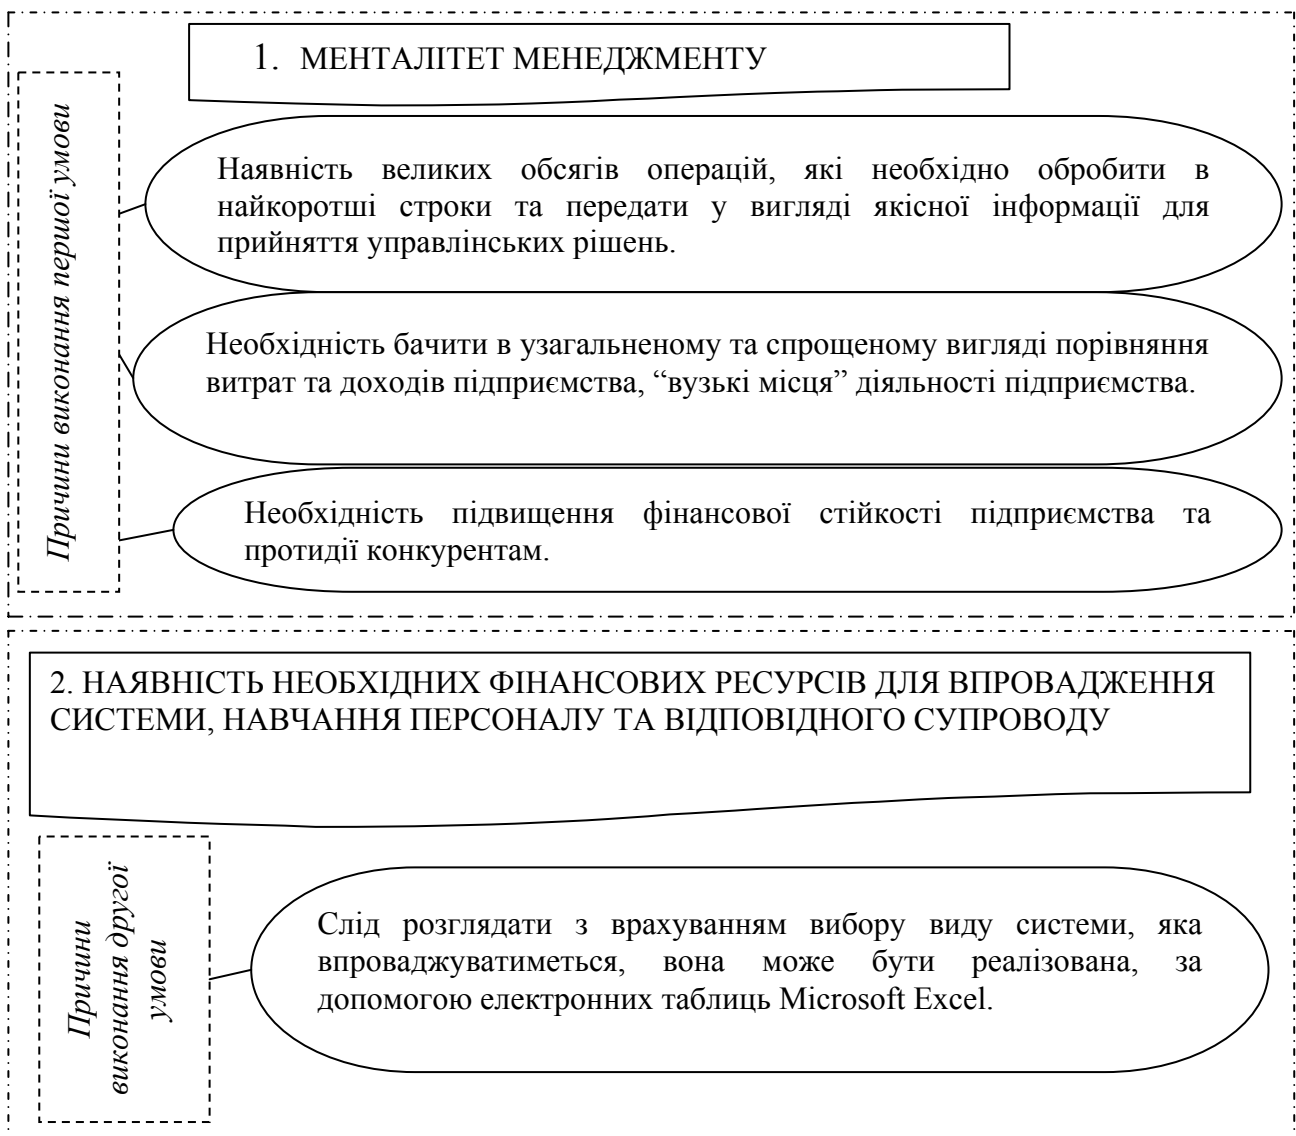 1. МЕНТАЛІТЕТ МЕНЕДЖМЕНТУ
Причини виконання першої умови
Наявність великих обсягів операцій, які необхідно обробити в
найкоротші строки та передати у вигляді якісної інформації для
прийняття управлінських рішень.
Необхідність бачити в узагальненому та спрощеному вигляді порівняння
витрат та доходів підприємства, “вузькі місця” діяльності підприємства.
Необхідність підвищення фінансової стійкості підприємства та
протидії конкурентам.
2. НАЯВНІСТЬ НЕОБХІДНИХ ФІНАНСОВИХ РЕСУРСІВ ДЛЯ ВПРОВАДЖЕННЯ
СИСТЕМИ, НАВЧАННЯ ПЕРСОНАЛУ ТА ВІДПОВІДНОГО СУПРОВОДУ
Причини
виконання другої
умови
Слід розглядати з врахуванням вибору виду системи, яка
впроваджуватиметься, вона може бути реалізована, за
допомогою електронних таблиць Microsoft Excel.